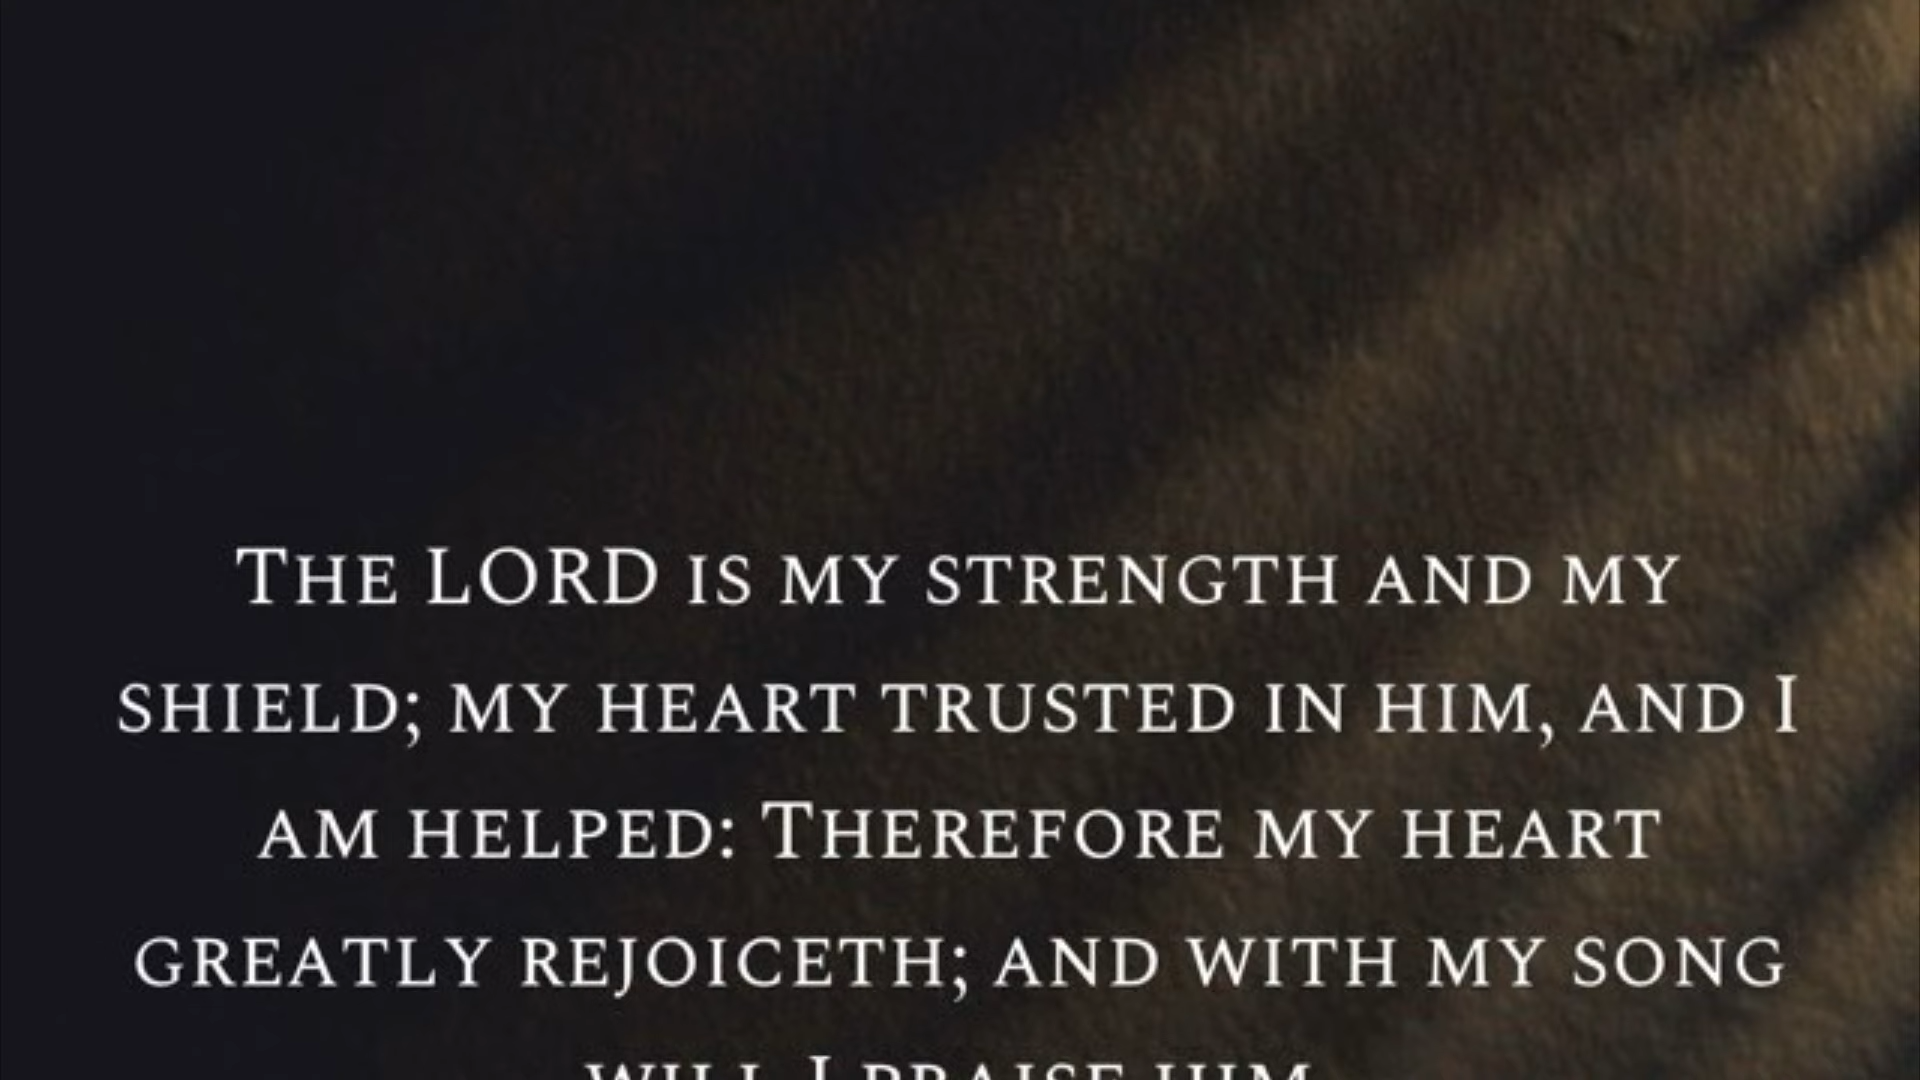 The LORD is my strength and my
shield; my heart trusted in him, and I
am helped: Therefore my heart
greatly rejoiceth; and with my song
will I praise him